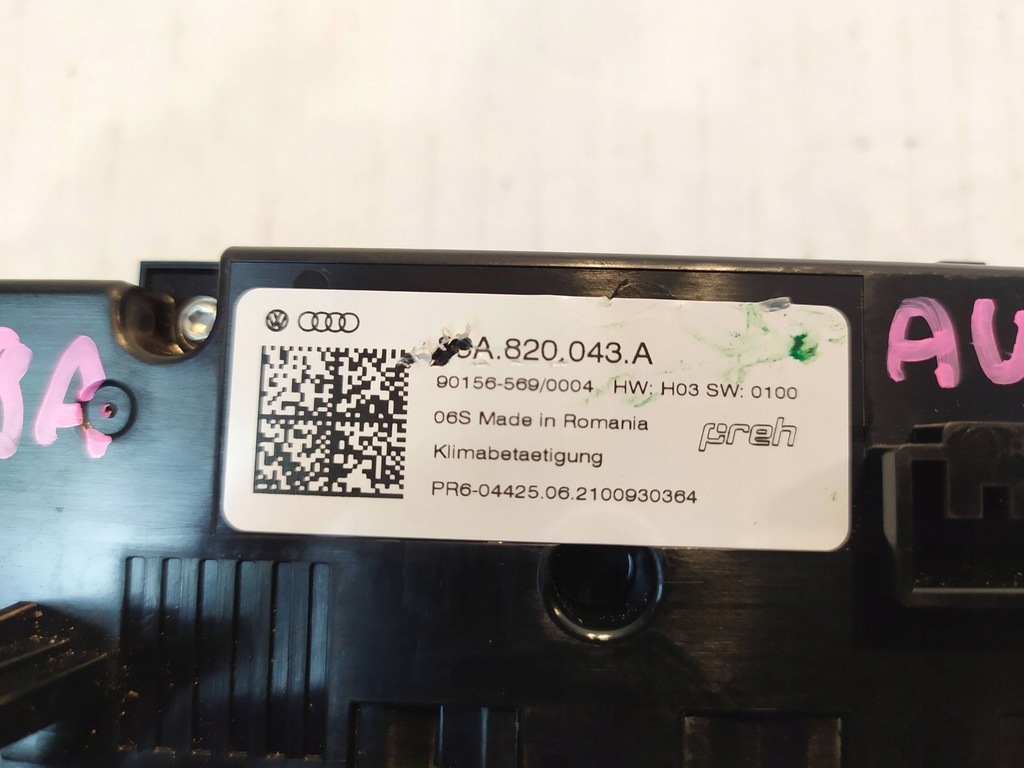 8A
AU
A.820.043.A
90156-569/0004 HW: H03 SW: 0100
06S Made in Romania
preh
Klimabetaetigung
PR6-04425.06.2100930364